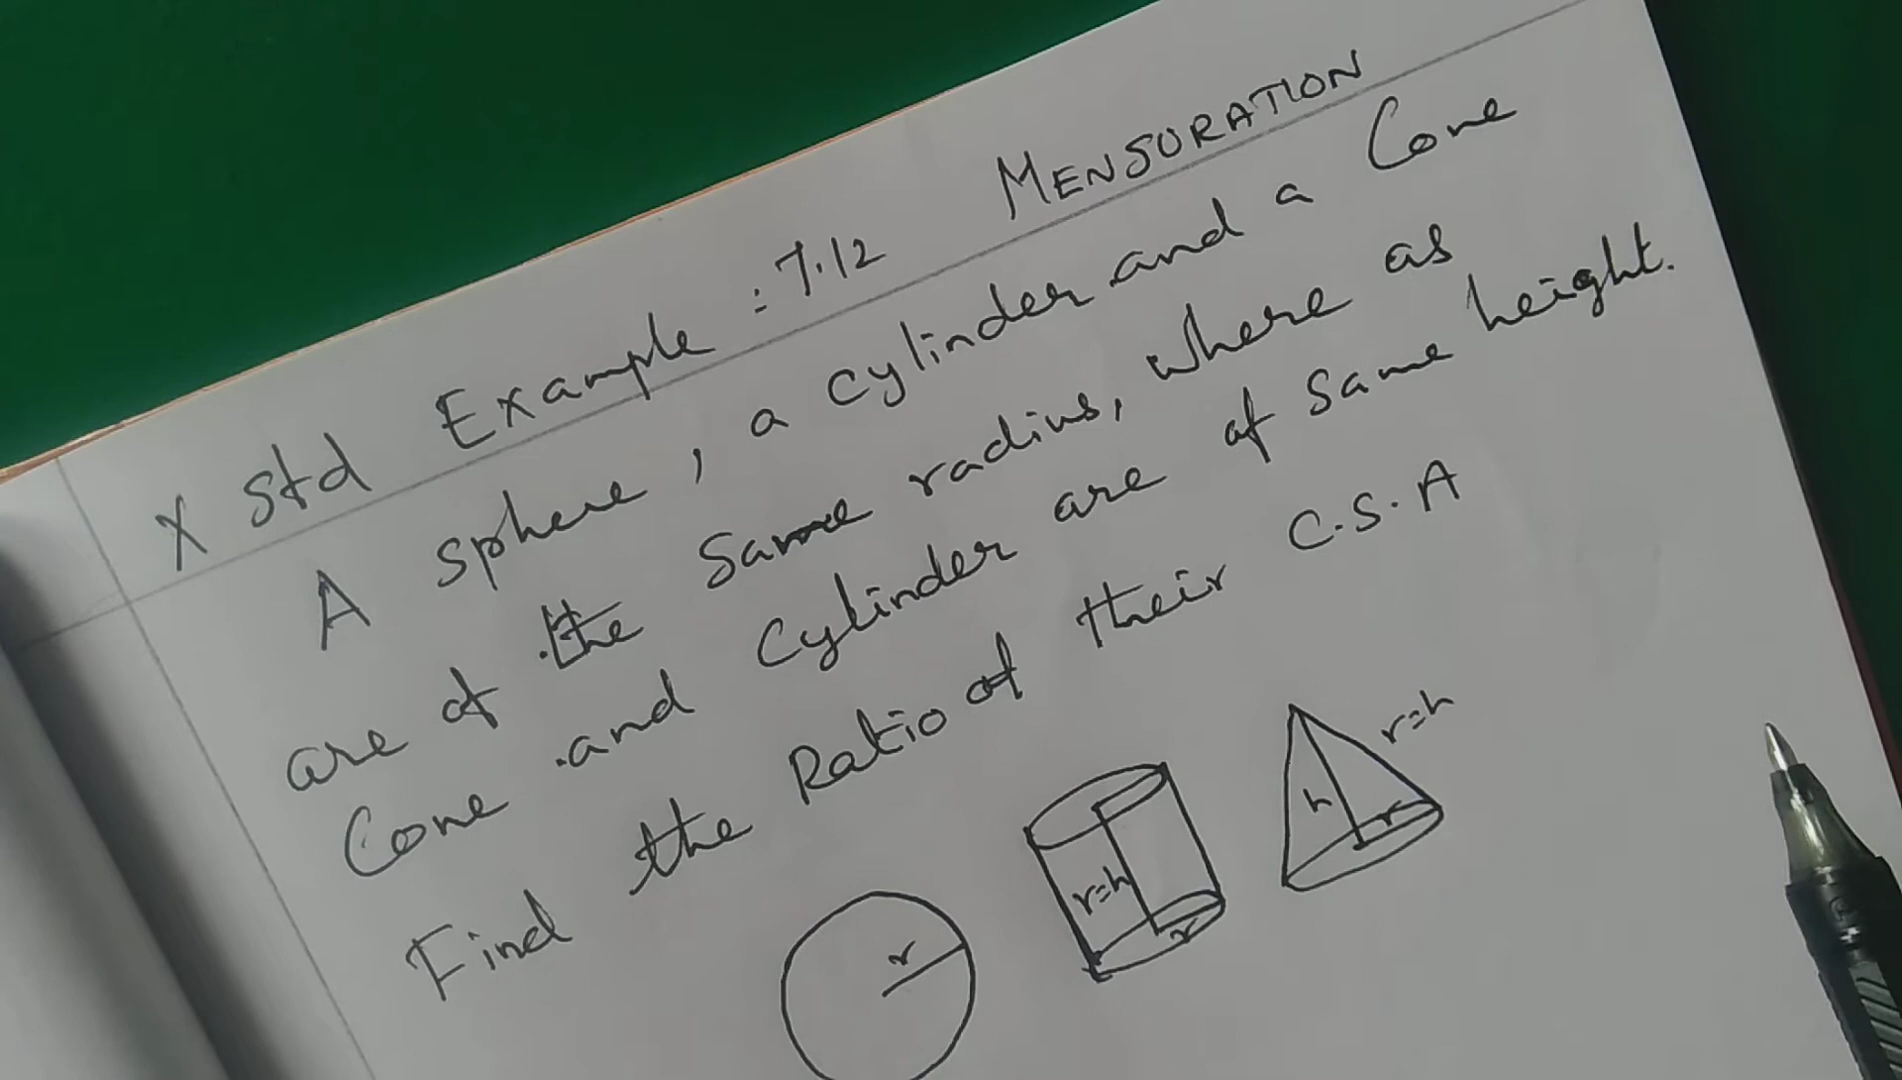 X Std Example : 7.12 MENSURATION
A sphere, a cylinder and a Cone
are of the Same radius, where as
Cone and Cylinder are of Same height.
Find the Ratio of their C.S.A
r
r=h
r
h
r
r=h